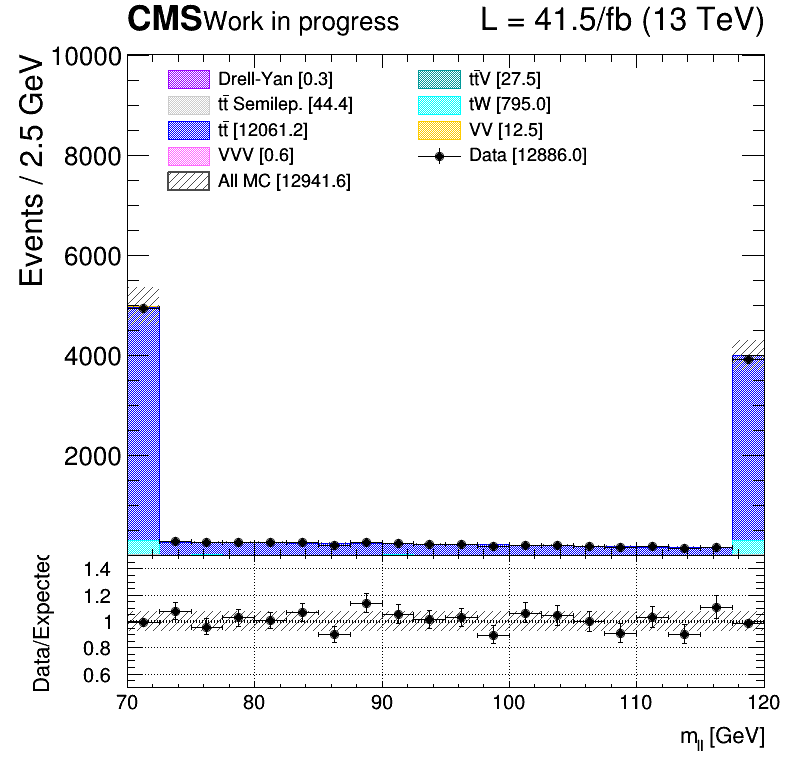 CMS Work in progress L = 41.5/fb (13 TeV)
Events / 2.5 GeV
10000
8000
6000
4000
2000
Drell-Yan [0.3]
tt̄ Semilep. [44.4]
tt̄ [12061.2]
VVV [0.6]
All MC [12941.6]
tt̄V [27.5]
tW [795.0]
VV [12.5]
Data [12886.0]
Data/Expected
1.4
1.2
1
0.8
0.6
70 80 90 100 110 120
m_ll [GeV]